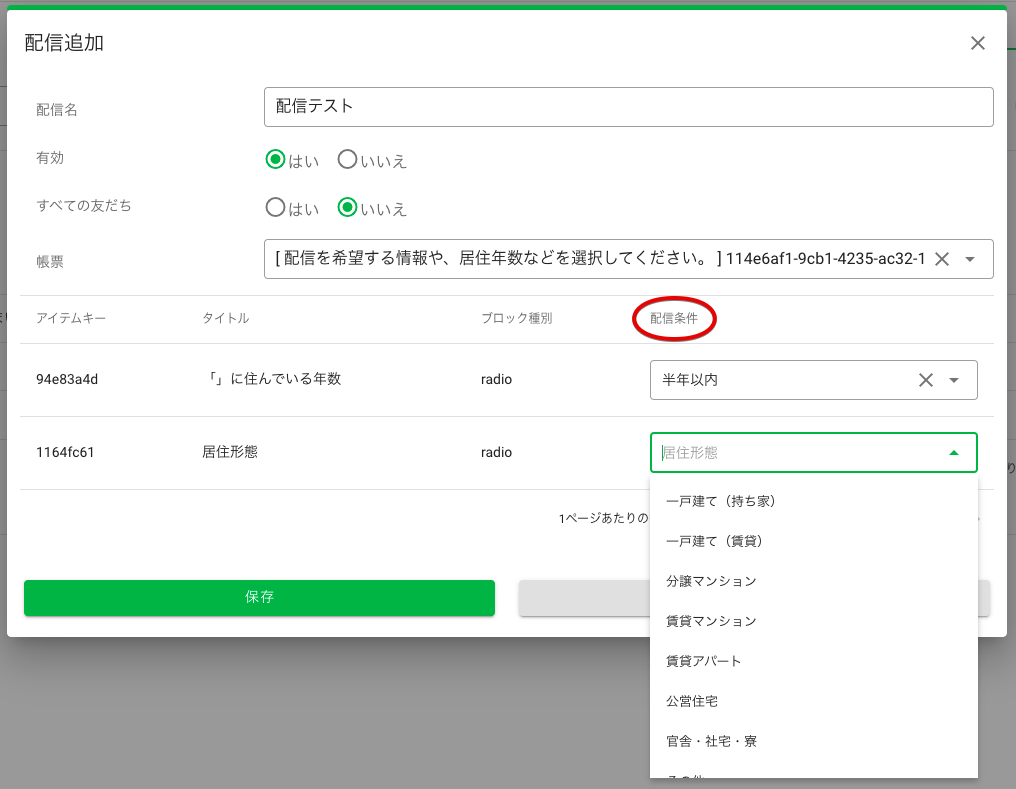 配信追加
配信名 配信テスト
有効 はい いいえ
すべての友だち はい いいえ
帳票 [ 配信を希望する情報や、居住年数などを選択してください。 ] 114e6af1-9cb1-4235-ac32-1
アイテムキー タイトル ブロック種別 配信条件
94e83a4d 「」に住んでいる年数 radio 半年以内
1164fc61 居住形態 radio 居住形態
一戸建て（持ち家）
1ページあたりの
一戸建て（賃貸）
分譲マンション
保存
賃貸マンション
賃貸アパート
公営住宅
官舎・社宅・寮